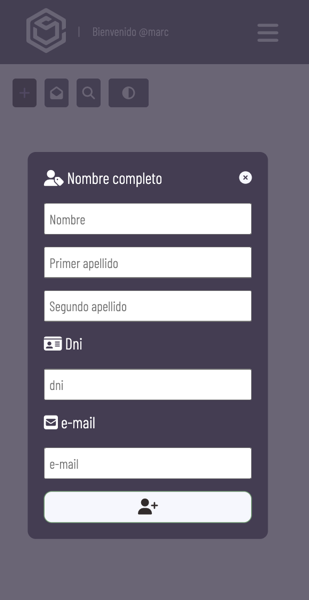 | Bienvenido @marc
Nombre completo
Nombre
Primer apellido
Segundo apellido
Dni
dni
e-mail
e-mail